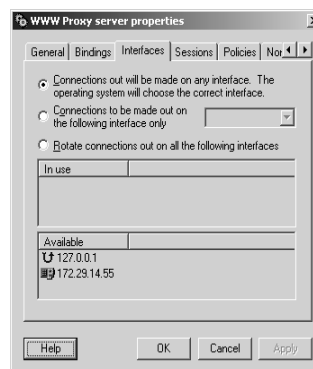 WWW Proxy server properties
General Bindings Interfaces Sessions Policies
Connections out will be made on any interface. The
operating system will choose the correct interface.
Connections to be made out on
the following interface only
Rotate connections out on all the following interfaces
In use
Available
127.0.0.1
172.29.14.55
Help OK Cancel Apply